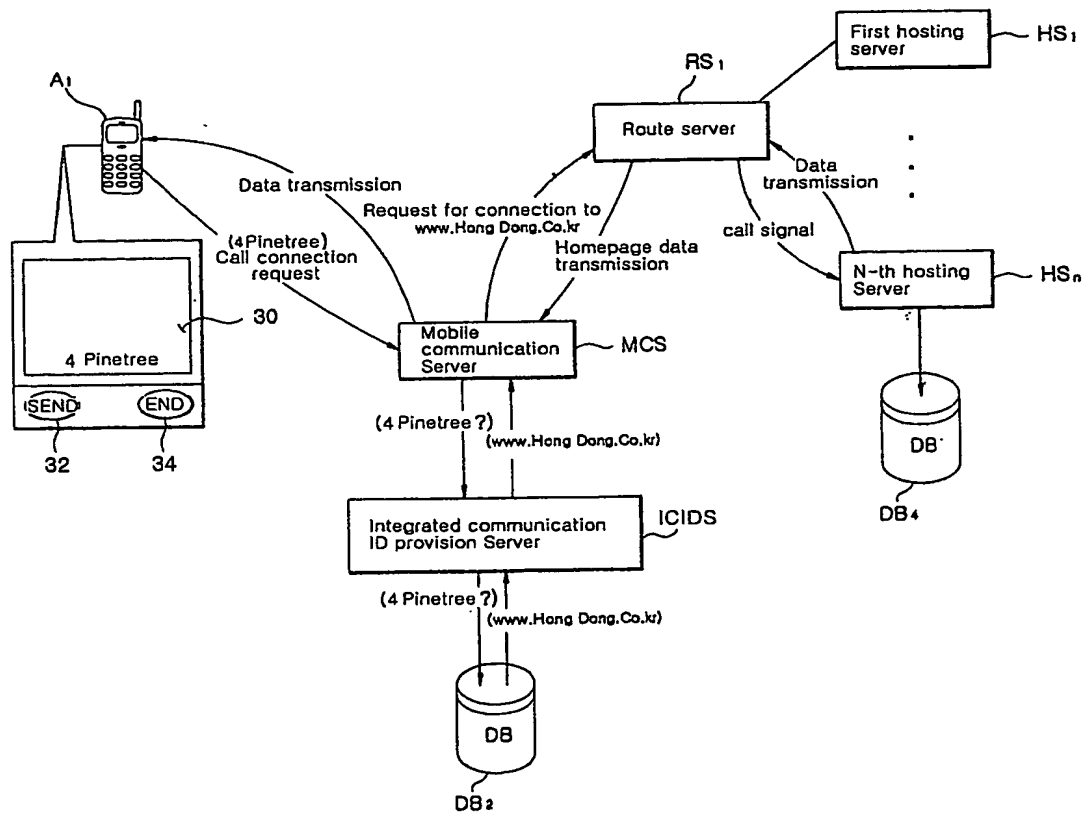 First hosting
server
HS1
RS1
A1
Route server
Data
transmission
Data transmission
Request for connection to
www.Hong Dong.Co.kr
call signal
(4 Pinetree)
Call connection
request
Homepage data
transmission
N-th hosting
Server
HSn
30
4 Pinetree
Mobile
communication
Server
MCS
SEND
END
32
34
(4 Pinetree?)
(www.Hong Dong.Co.kr)
DB
DB4
Integrated communication
ID provision Server
ICIDS
(4 Pinetree?)
(www.Hong Dong.Co.kr)
DB
DB2